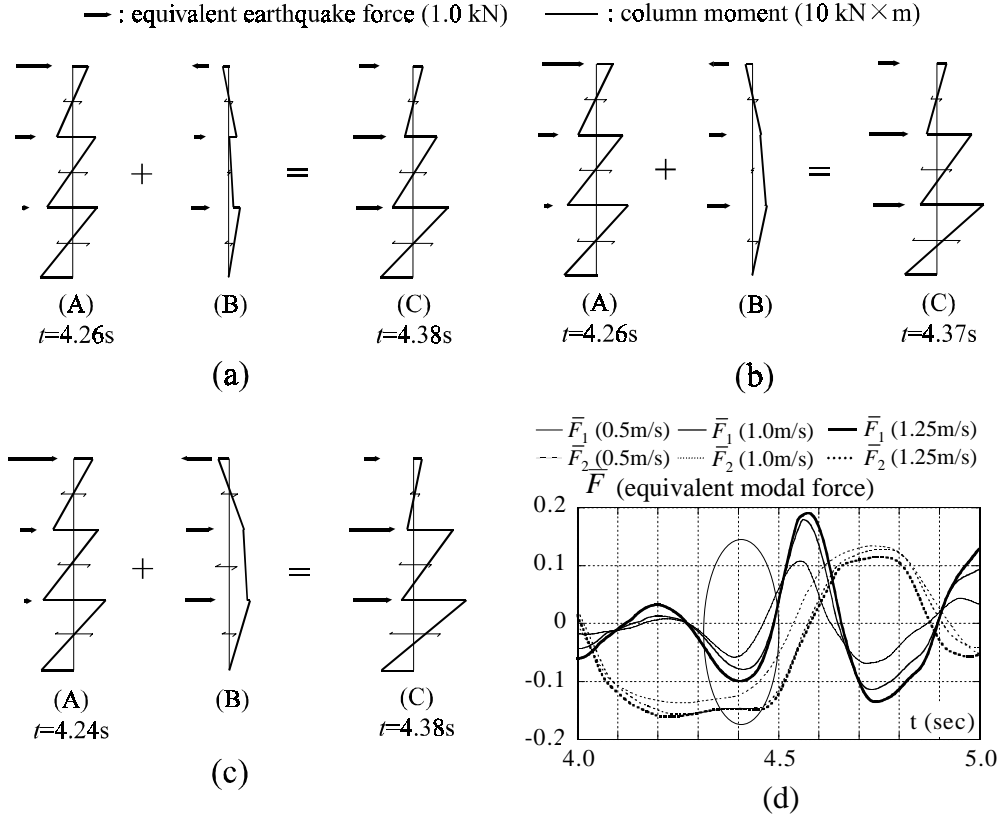 : equivalent earthquake force (1.0 kN) : column moment (10 kN×m)
+ =
(A) (B) (C)
t=4.26s t=4.38s
(a)
+ =
(A) (B) (C)
t=4.26s t=4.37s
(b)
+ =
(A) (B) (C)
t=4.24s t=4.38s
(c)
F̅1 (0.5m/s) F̅1 (1.0m/s) F̅1 (1.25m/s)
F̅2 (0.5m/s) F̅2 (1.0m/s) F̅2 (1.25m/s)
F̅ (equivalent modal force)
0.2
0.1
0
-0.1
-0.2
t (sec)
4.0 4.5 5.0
(d)